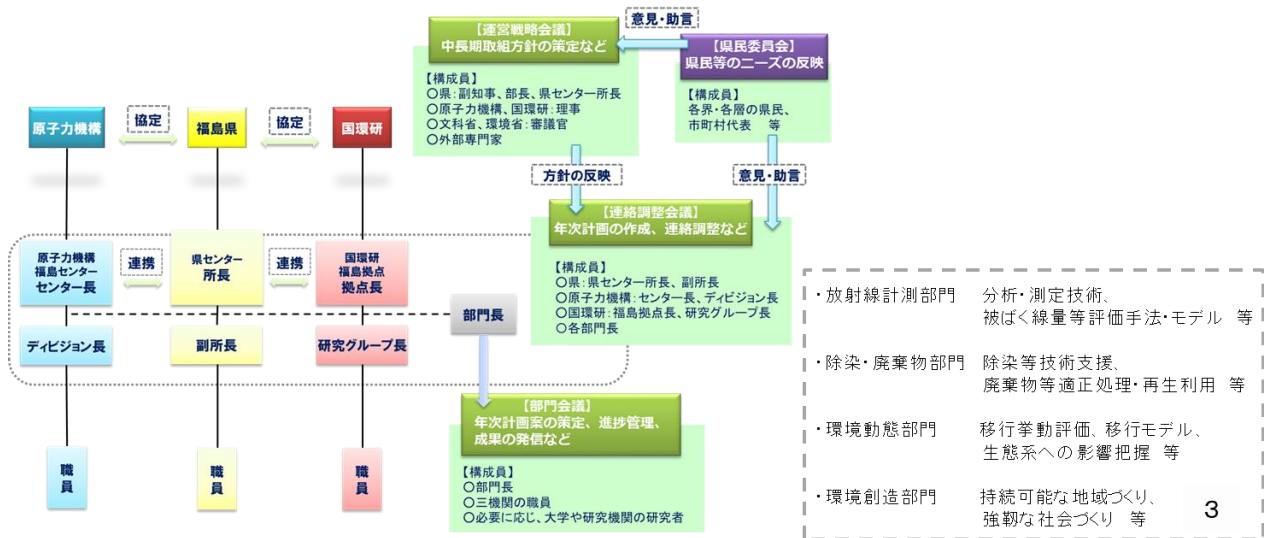 意見・助言
【運営戦略会議】
中長期取組方針の策定など
【構成員】
○県:副知事、部長、県センター所長
○原子力機構、国環研:理事
○文科省、環境省:審議官
○外部専門家
【県民委員会】
県民等のニーズの反映
【構成員】
各界・各層の県民、
市町村代表　等
原子力機構
協定
福島県
協定
国環研
方針の反映
意見・助言
【連絡調整会議】
年次計画の作成、連絡調整など
【構成員】
○県:県センター所長、副所長
○原子力機構:センター長、ディビジョン長
○国環研:福島拠点長、研究グループ長
○各部門長
原子力機構
福島センター
センター長
連携
県センター
所長
連携
国環研
福島拠点
拠点長
部門長
ディビジョン長
副所長
研究グループ長
【部門会議】
年次計画案の策定、進捗管理、
成果の発信など
【構成員】
○部門長
○三機関の職員
○必要に応じ、大学や研究機関の研究者
職員
職員
職員
・放射線計測部門　分析・測定技術、
被ばく線量等評価手法・モデル　等
・除染・廃棄物部門　除染等技術支援、
廃棄物等適正処理・再生利用　等
・環境動態部門　移行挙動評価、移行モデル、
生態系への影響把握　等
・環境創造部門　持続可能な地域づくり、
強靭な社会づくり　等
3